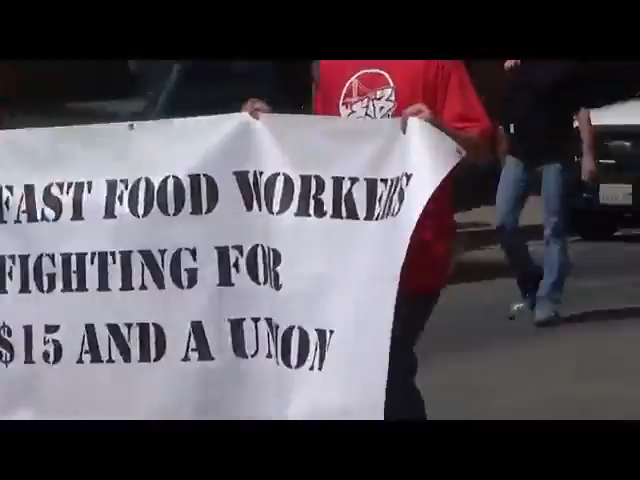 FAST FOOD WORKERS
FIGHTING FOR
$15 AND A UNION